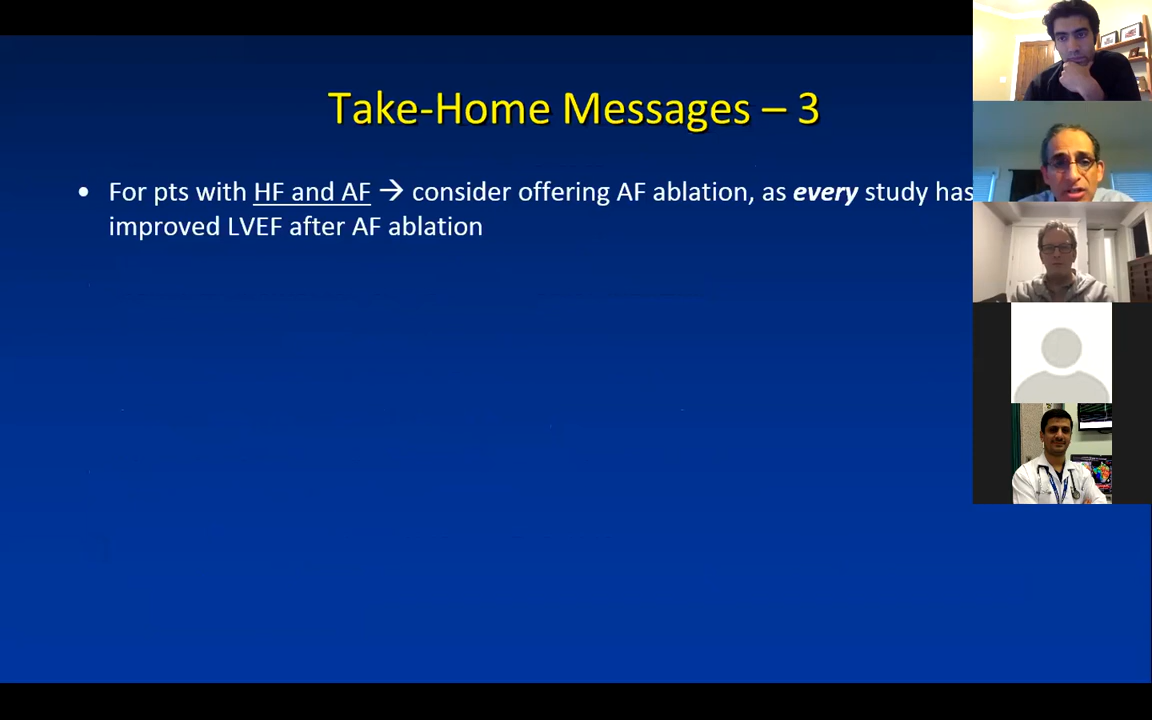 Take-Home Messages – 3
• For pts with HF and AF → consider offering AF ablation, as every study has
improved LVEF after AF ablation